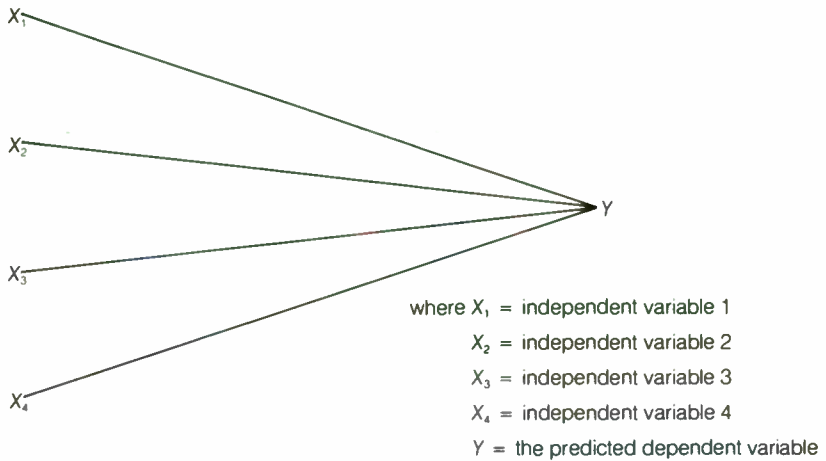 X₁
X₂
Y
X₃
where X₁ = independent variable 1
X₂ = independent variable 2
X₃ = independent variable 3
X₄
X₄ = independent variable 4
Y = the predicted dependent variable